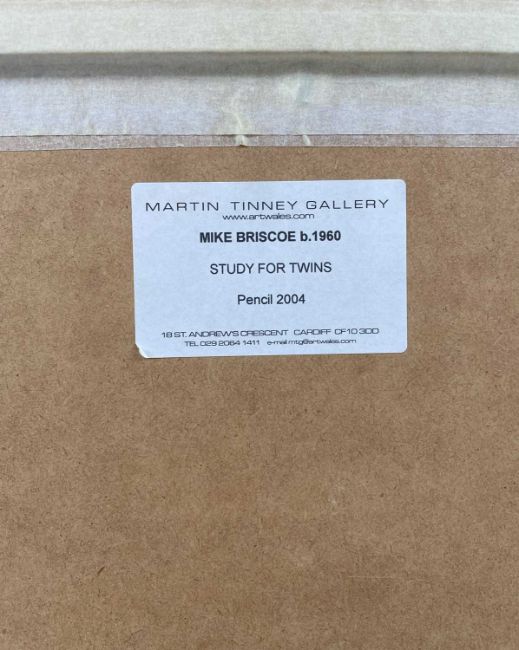 MARTIN TINNEY GALLERY
www.artwales.com
MIKE BRISCOE b.1960
STUDY FOR TWINS
Pencil 2004
18 ST. ANDREW'S CRESCENT CARDIFF CF10 3DD
TEL 029 2064 1411 e-mail mtg@artwales.com